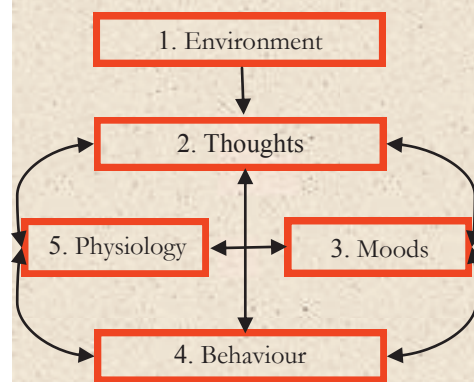 1. Environment
2. Thoughts
5. Physiology
3. Moods
4. Behaviour